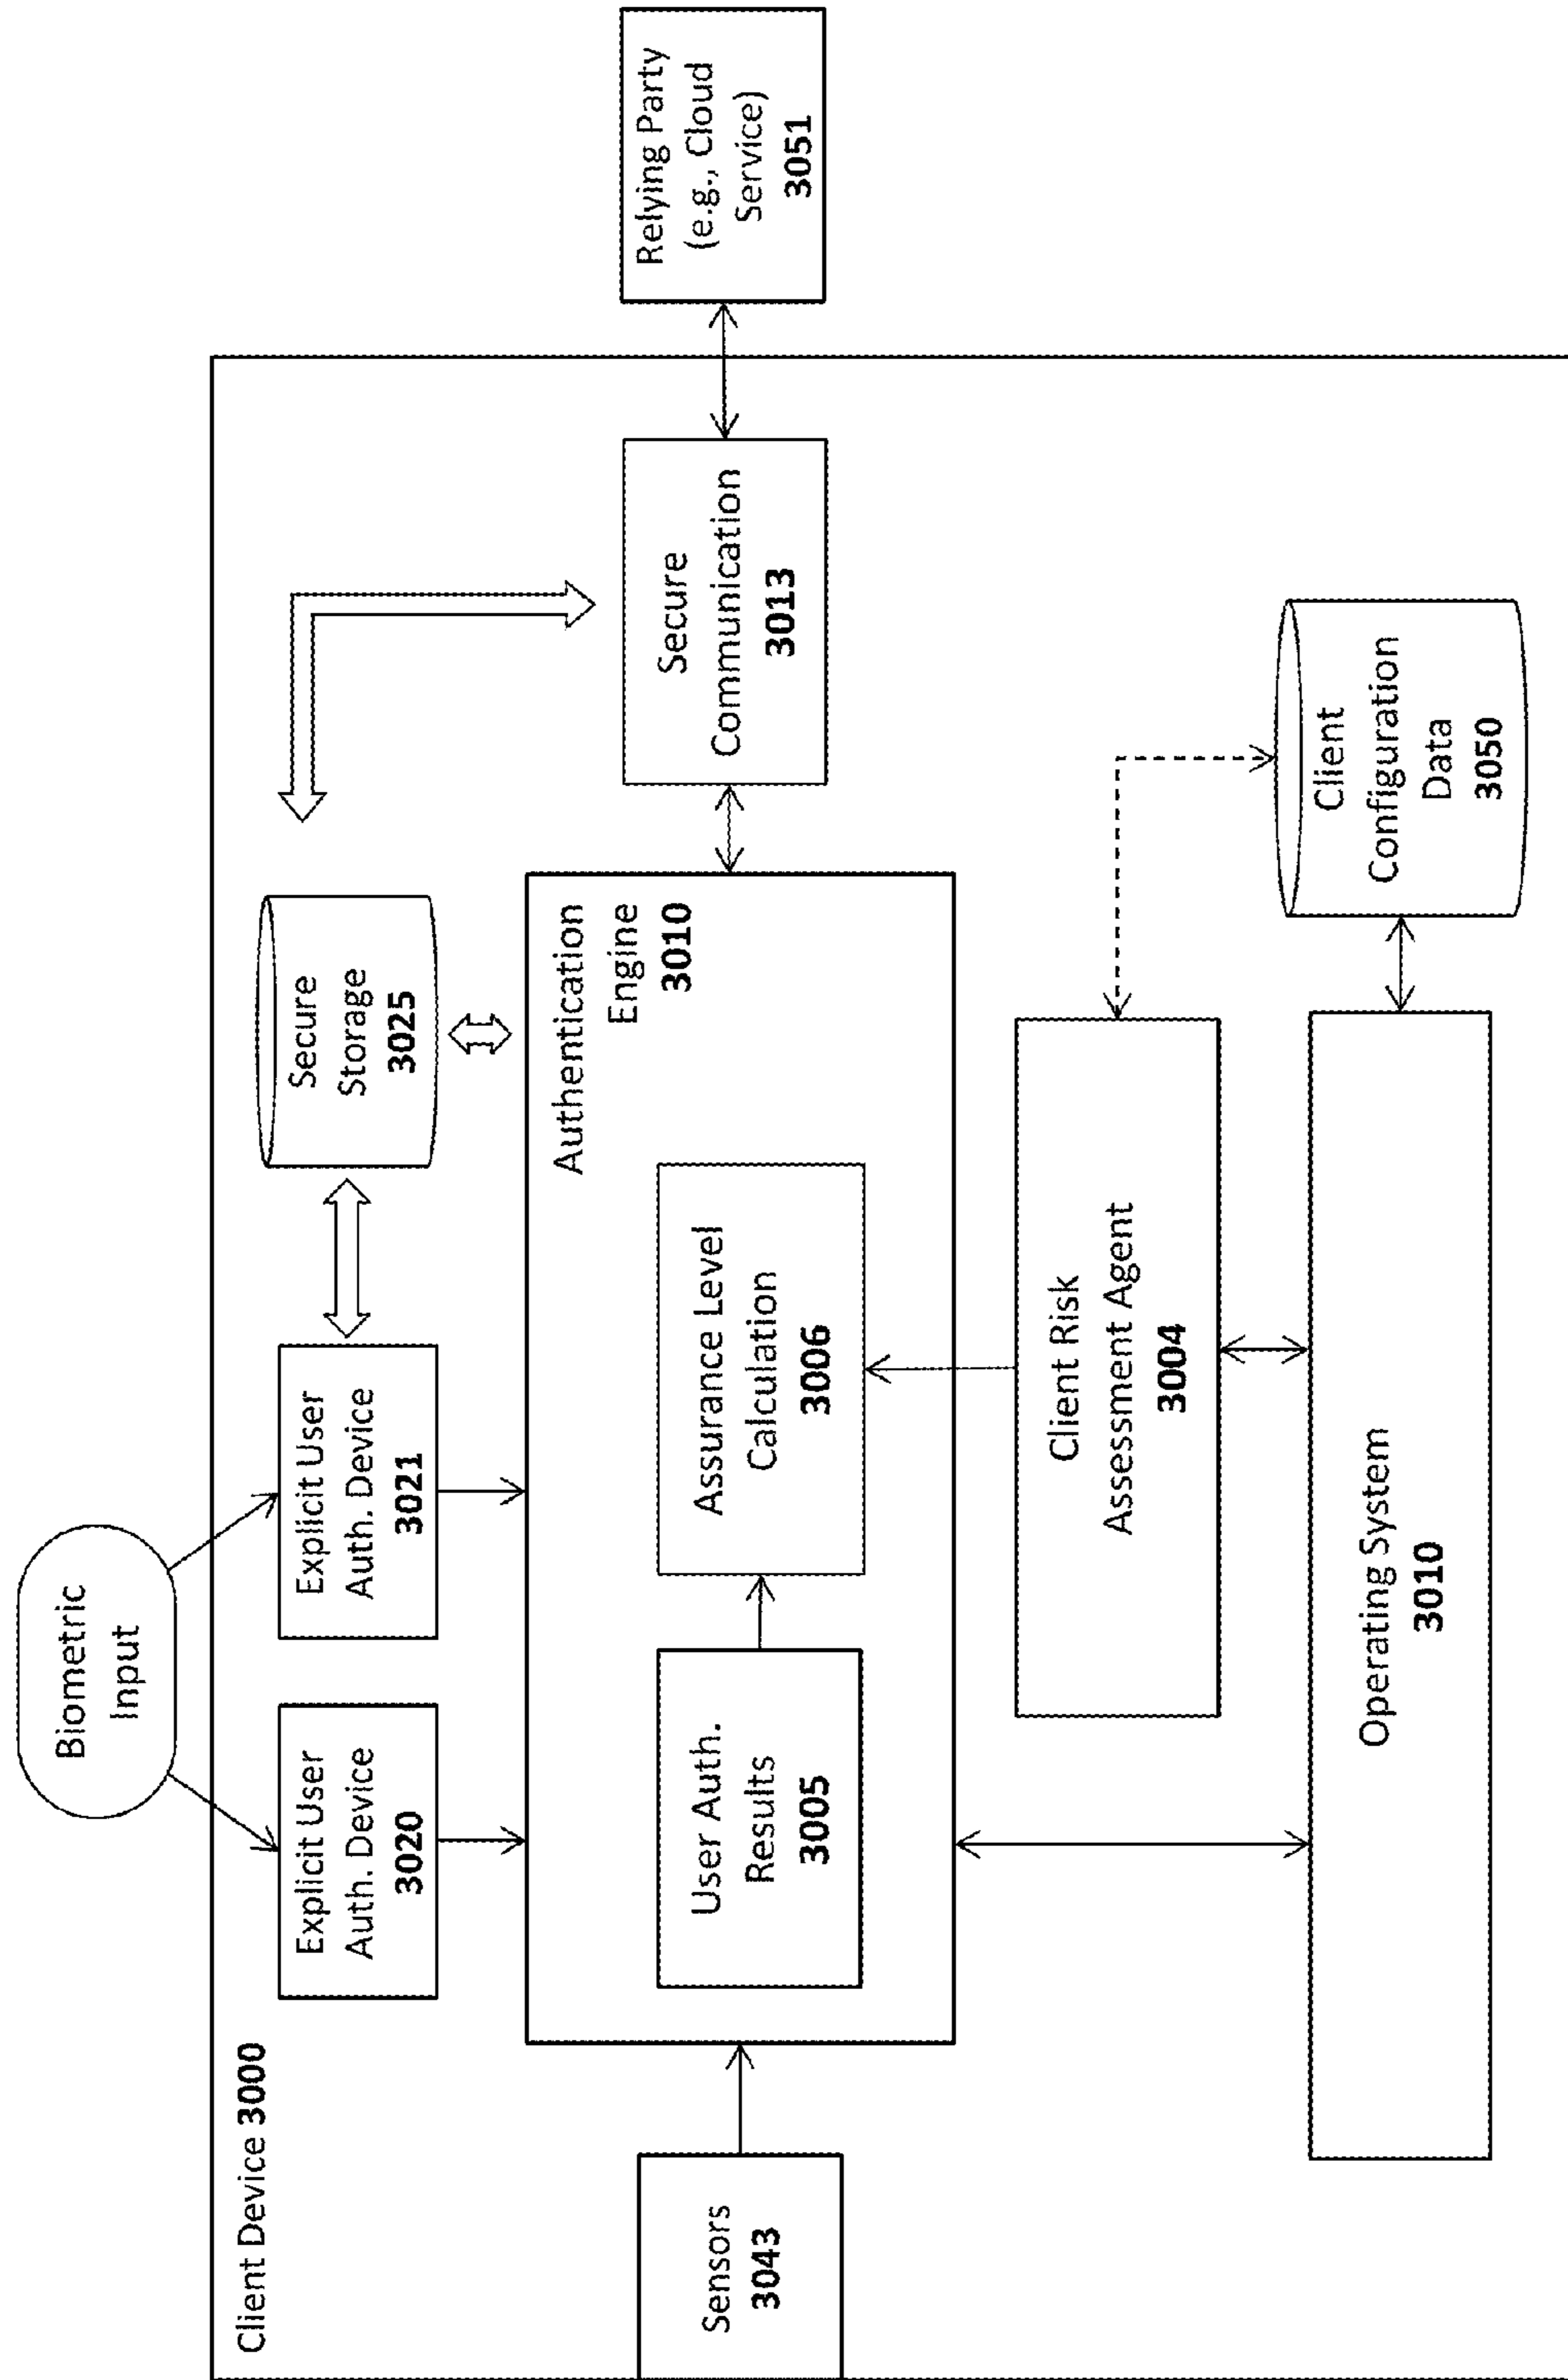 Biometric
Input
Client Device 3000
Explicit User
Auth. Device
3020
Explicit User
Auth. Device
3021
Secure
Storage
3025
Sensors
3043
Authentication
Engine
3010
User Auth.
Results
3005
Assurance Level
Calculation
3006
Secure
Communication
3013
Relying Party
(e.g., Cloud
Service)
3051
Client Risk
Assessment Agent
3004
Operating System
3010
Client
Configuration
Data
3050